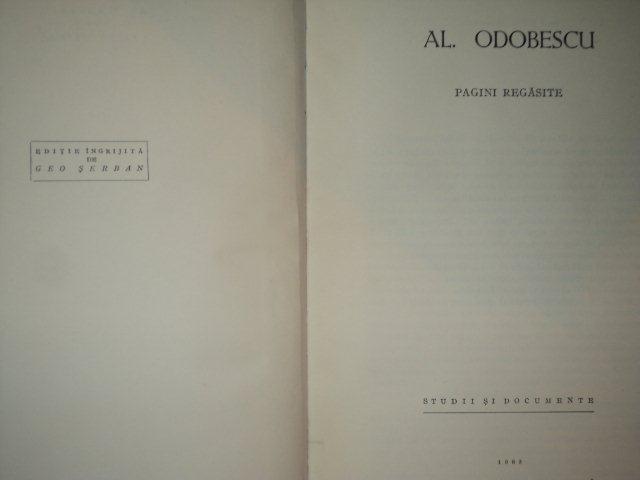 EDIȚIE ÎNGRIJITĂ
DE
GEO ȘERBAN
AL. ODOBESCU
PAGINI REGĂSITE
STUDII ȘI DOCUMENTE